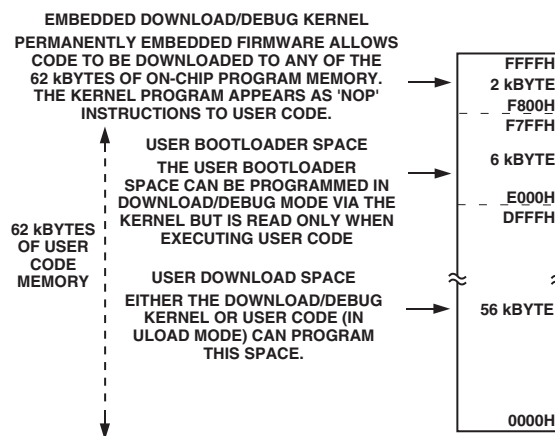 EMBEDDED DOWNLOAD/DEBUG KERNEL
PERMANENTLY EMBEDDED FIRMWARE ALLOWS
CODE TO BE DOWNLOADED TO ANY OF THE
62 kBYTES OF ON-CHIP PROGRAM MEMORY.
THE KERNEL PROGRAM APPEARS AS 'NOP'
INSTRUCTIONS TO USER CODE.
FFFFH
2 kBYTE
F800H
F7FFH
USER BOOTLOADER SPACE
THE USER BOOTLOADER
SPACE CAN BE PROGRAMMED IN
DOWNLOAD/DEBUG MODE VIA THE
KERNEL BUT IS READ ONLY WHEN
EXECUTING USER CODE
6 kBYTE
E000H
DFFFH
62 kBYTES
OF USER
CODE
MEMORY
USER DOWNLOAD SPACE
EITHER THE DOWNLOAD/DEBUG
KERNEL OR USER CODE (IN
ULOAD MODE) CAN PROGRAM
THIS SPACE.
56 kBYTE
0000H